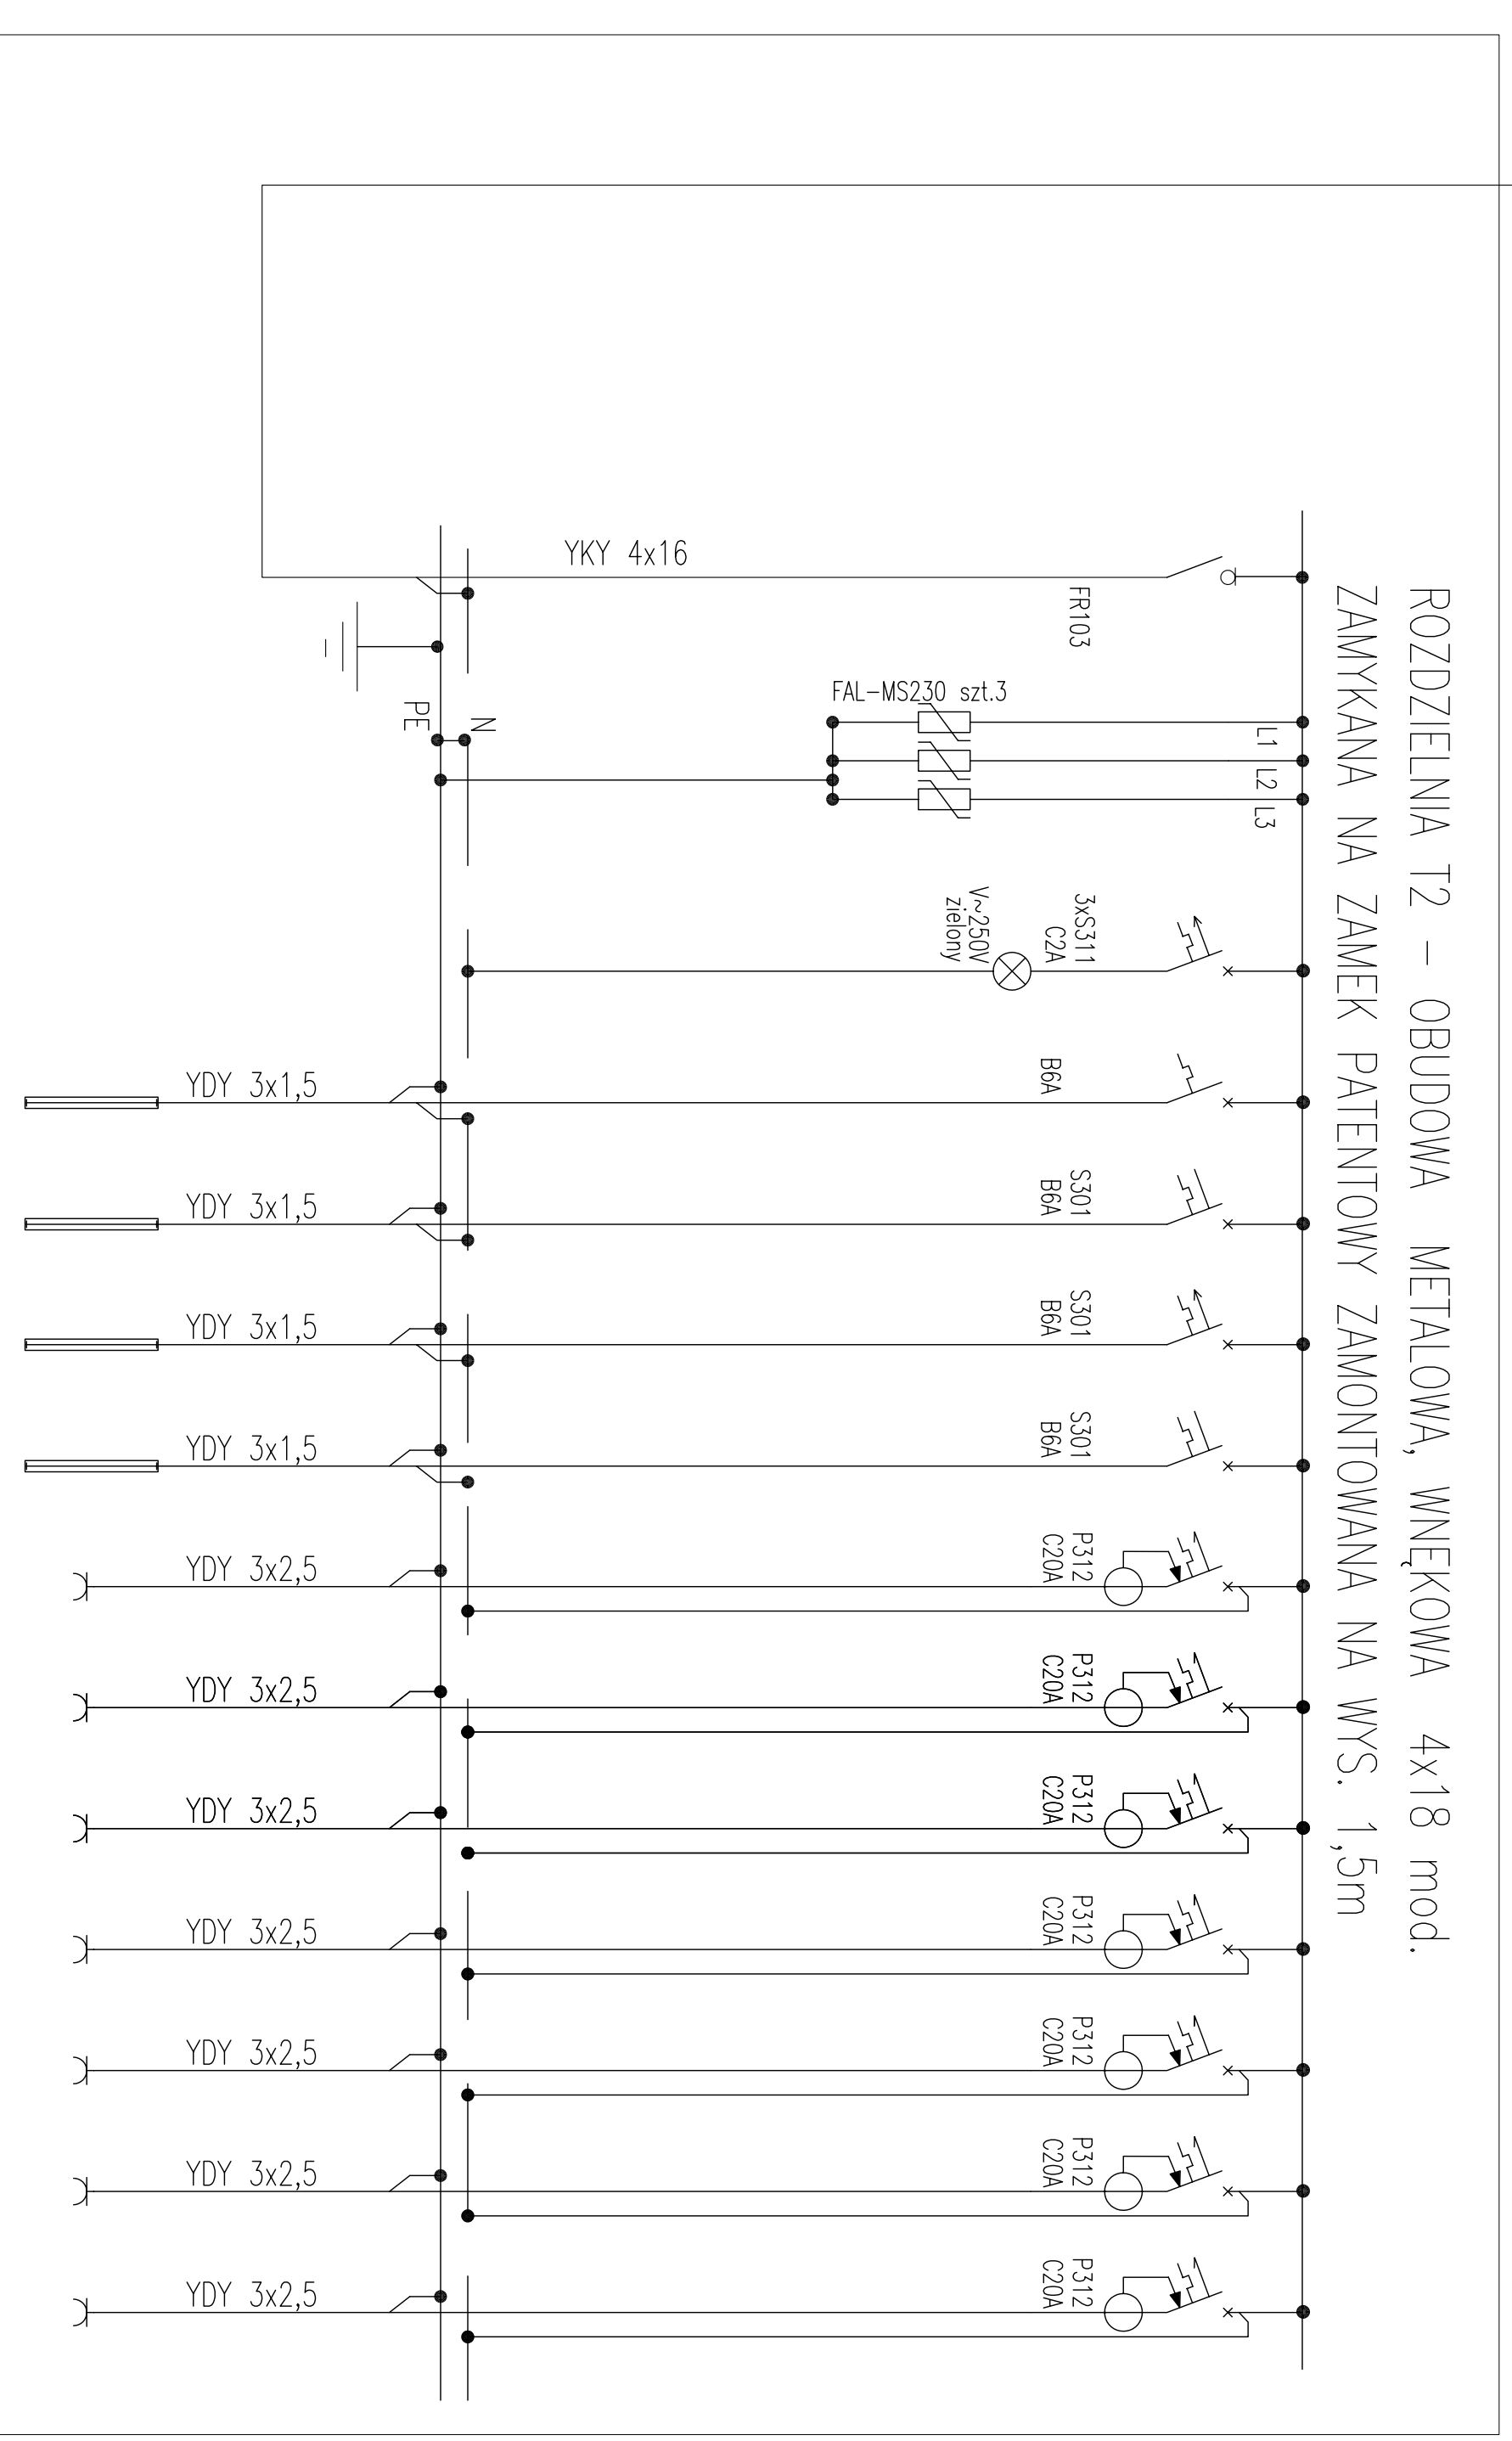 ROZDZIELNIA T2 – OBUDOWA METALOWA, WNĘKOWA 4x18 mod.
ZAMYKANA NA ZAMEK PATENTOWY ZAMONTOWANA NA WYS. 1,5m
YKY 4x16
FR103
PE
N
FAL-MS230 szt.3
L1
L2
L3
3xS311
C2A
V~250V
zielony
B6A
YDY 3x1,5
S301
B6A
YDY 3x1,5
S301
B6A
YDY 3x1,5
S301
B6A
YDY 3x1,5
P312
C20A
YDY 3x2,5
P312
C20A
YDY 3x2,5
P312
C20A
YDY 3x2,5
P312
C20A
YDY 3x2,5
P312
C20A
YDY 3x2,5
P312
C20A
YDY 3x2,5
P312
C20A
YDY 3x2,5